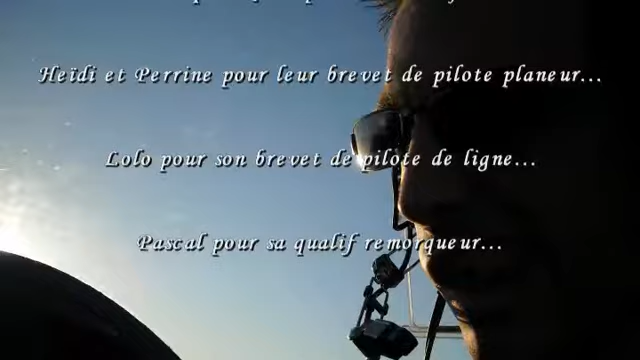 Heïdi et Perrine pour leur brevet de pilote planeur...
Lolo pour son brevet de pilote de ligne...
Pascal pour sa qualif remorqueur...